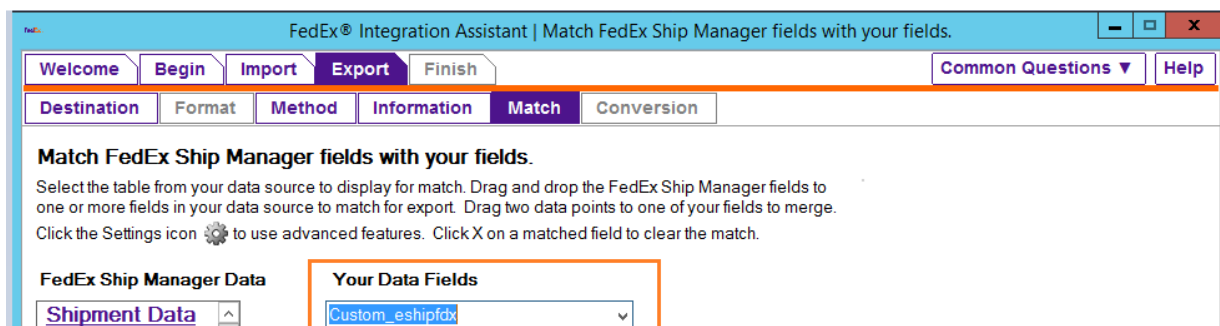 FedEx® Integration Assistant | Match FedEx Ship Manager fields with your fields.
Welcome Begin Import Export Finish Common Questions ▼ Help
Destination Format Method Information Match Conversion
Match FedEx Ship Manager fields with your fields.
Select the table from your data source to display for match. Drag and drop the FedEx Ship Manager fields to
one or more fields in your data source to match for export. Drag two data points to one of your fields to merge.
Click the Settings icon to use advanced features. Click X on a matched field to clear the match.
FedEx Ship Manager Data Your Data Fields
Shipment Data Custom_eshipfdx